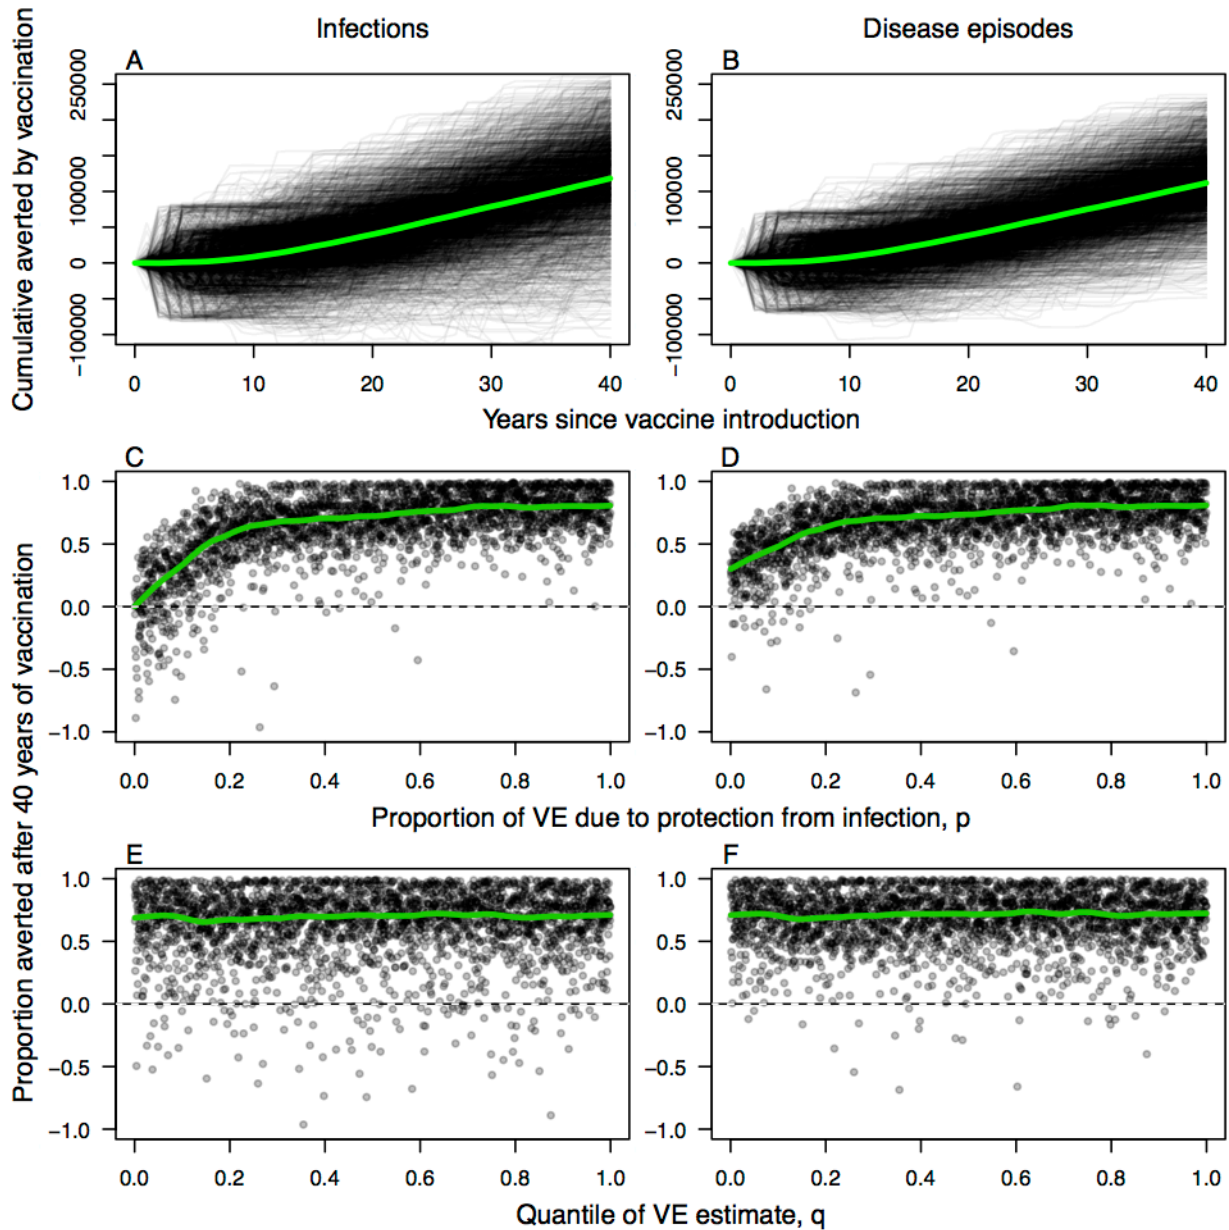 Infections
Disease episodes
A
B
Cumulative averted by vaccination
250000
100000
0
−100000
250000
100000
0
−100000
0 10 20 30 40
0 10 20 30 40
Years since vaccine introduction
C
D
Proportion averted after 40 years of vaccination
1.0
0.5
0.0
−0.5
−1.0
1.0
0.5
0.0
−0.5
−1.0
0.0 0.2 0.4 0.6 0.8 1.0
0.0 0.2 0.4 0.6 0.8 1.0
Proportion of VE due to protection from infection, p
E
F
1.0
0.5
0.0
−0.5
−1.0
1.0
0.5
0.0
−0.5
−1.0
0.0 0.2 0.4 0.6 0.8 1.0
0.0 0.2 0.4 0.6 0.8 1.0
Quantile of VE estimate, q